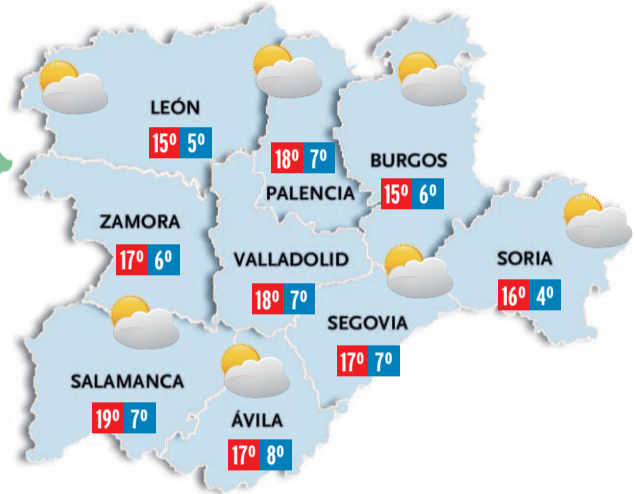 LEÓN
15º 5º
18º 7º
PALENCIA
BURGOS
15º 6º
ZAMORA
17º 6º
VALLADOLID
18º 7º
SORIA
16º 4º
SEGOVIA
17º 7º
SALAMANCA
19º 7º
ÁVILA
17º 8º